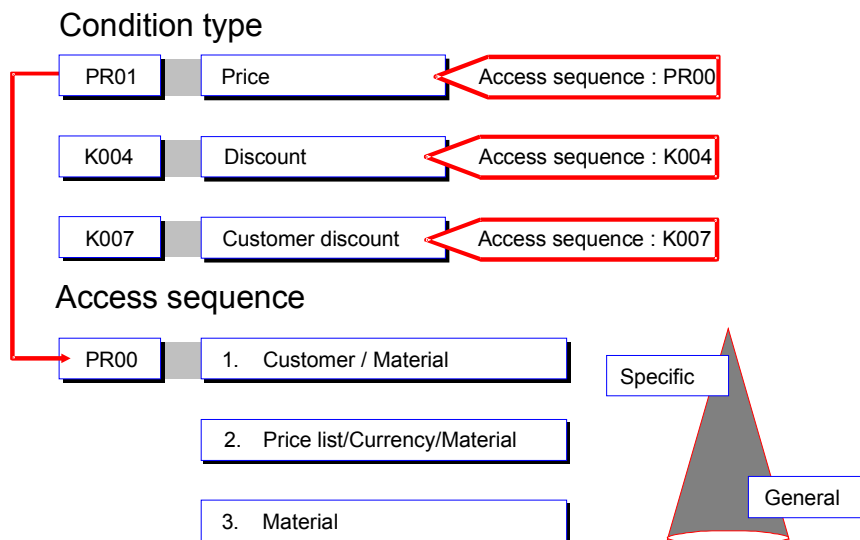 Condition type
PR01 Price Access sequence : PR00
K004 Discount Access sequence : K004
K007 Customer discount Access sequence : K007
Access sequence
PR00 1. Customer / Material
Specific
2. Price list/Currency/Material
General
3. Material